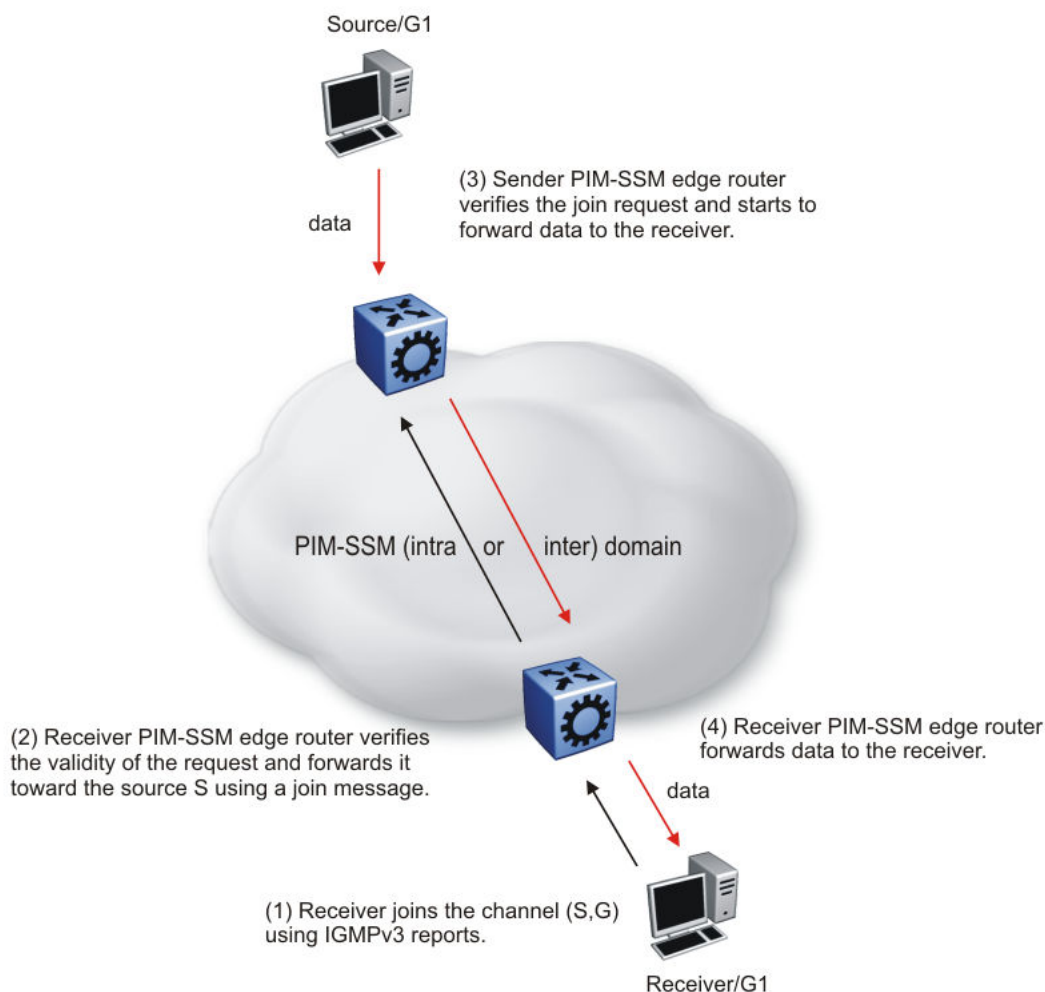 Source/G1
(3) Sender PIM-SSM edge router
verifies the join request and starts to
forward data to the receiver.
data
PIM-SSM (intra or inter) domain
(2) Receiver PIM-SSM edge router verifies
the validity of the request and forwards it
toward the source S using a join message.
(4) Receiver PIM-SSM edge router
forwards data to the receiver.
data
(1) Receiver joins the channel (S,G)
using IGMPv3 reports.
Receiver/G1